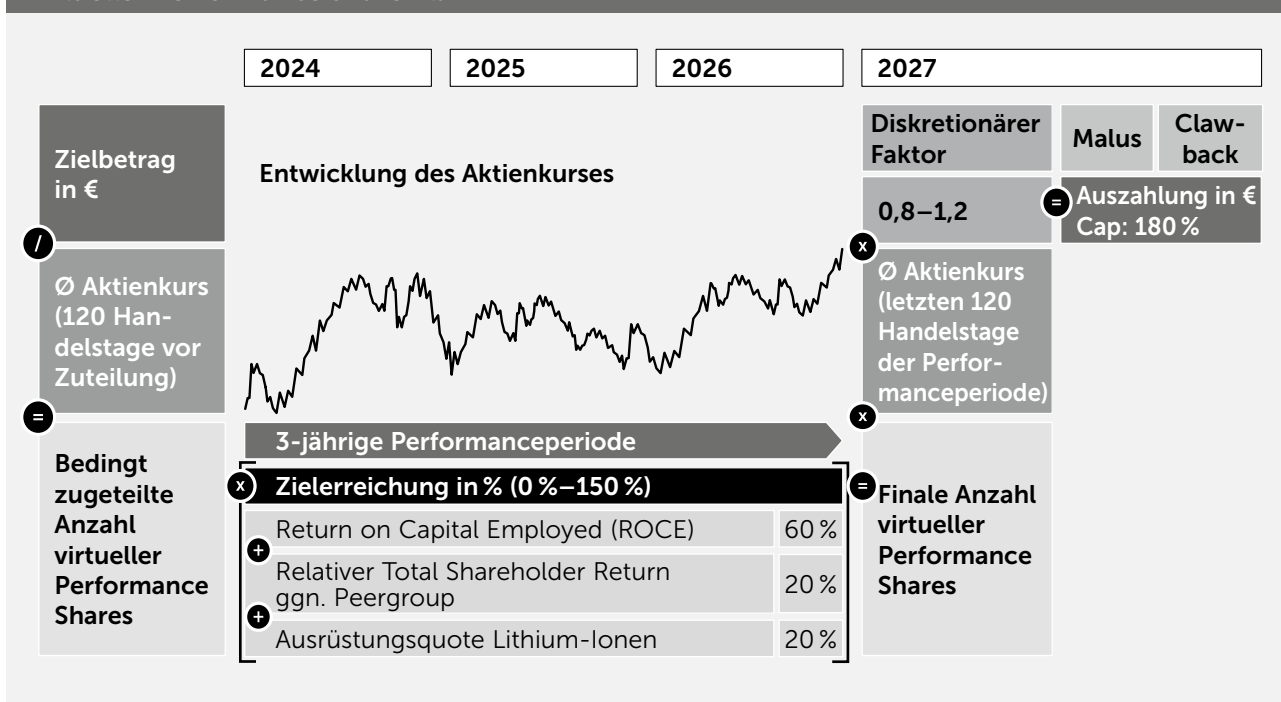 2024
2025
2026
2027
Zielbetrag
in €
/
Ø Aktienkurs
(120 Han-
delstage vor
Zuteilung)
=
Bedingt
zugeteilte
Anzahl
virtueller
Performance
Shares
Entwicklung des Aktienkurses
3-jährige Performanceperiode
x
Zielerreichung in % (0 %–150 %)
Return on Capital Employed (ROCE)
60 %
+
Relativer Total Shareholder Return
ggn. Peergroup
20 %
+
Ausrüstungsquote Lithium-Ionen
20 %
Diskretionärer
Faktor
0,8–1,2
x
Ø Aktienkurs
(letzten 120
Handelstage
der Perfor-
manceperiode)
x
=
Finale Anzahl
virtueller
Performance
Shares
Malus
Claw-
back
=
Auszahlung in €
Cap: 180 %